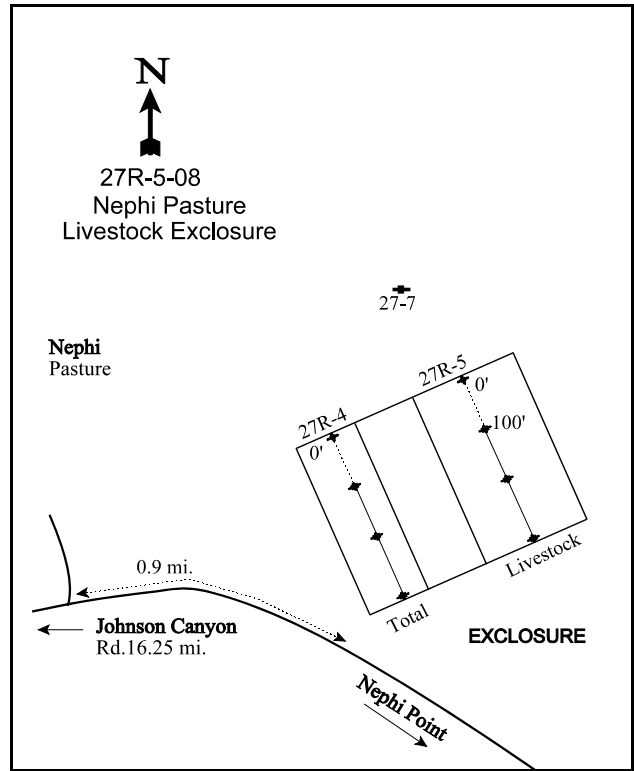 N
27R-5-08
Nephi Pasture
Livestock Exclosure
27-7
Nephi
Pasture
27R-5
0'
27R-4
0'
100'
Livestock
0.9 mi.
Total
Johnson Canyon
Rd.16.25 mi.
EXCLOSURE
Nephi Point